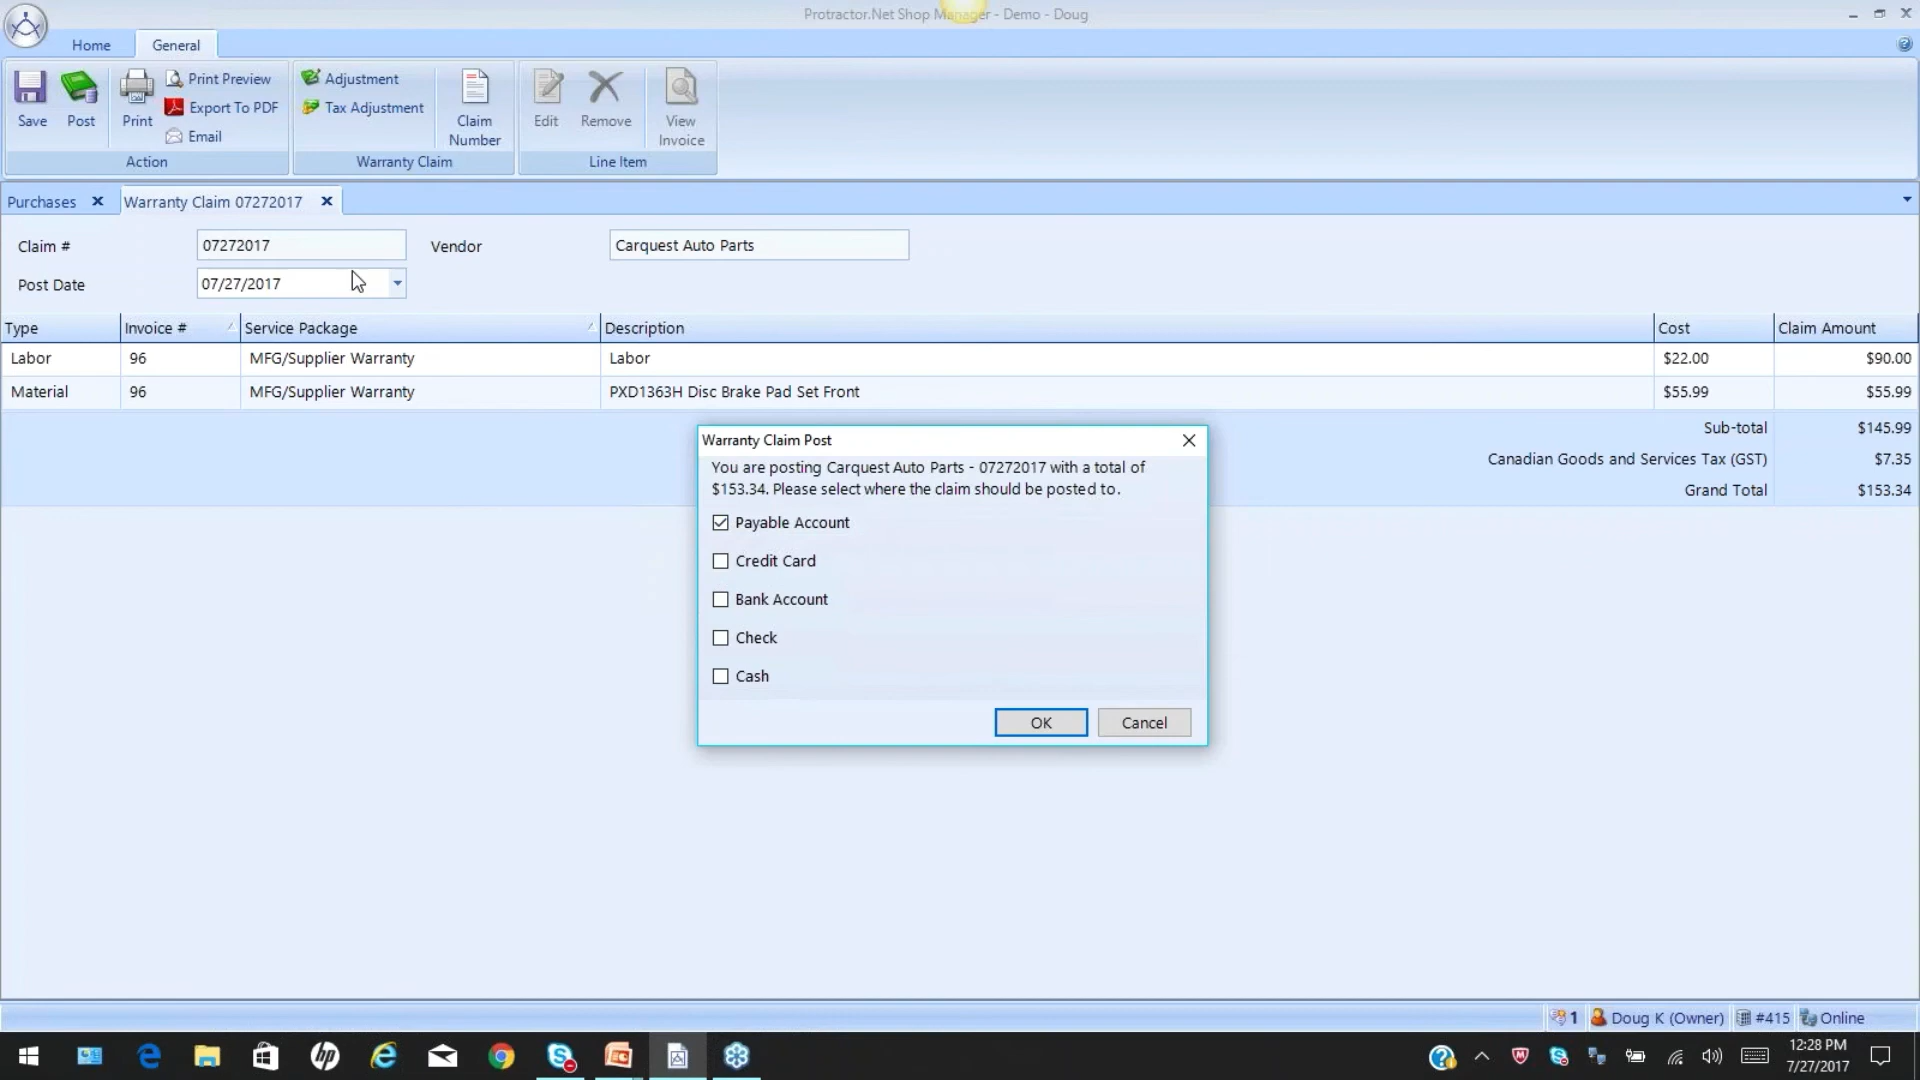 Protractor.Net Shop Manager - Demo - Doug
Home
General
Save
Post
Print
Print Preview
Export To PDF
Email
Action
Adjustment
Tax Adjustment
Claim
Number
Warranty Claim
Edit
Remove
View
Invoice
Line Item
Purchases
Warranty Claim 07272017
Claim #
07272017
Vendor
Carquest Auto Parts
Post Date
07/27/2017
Type
Invoice #
Service Package
Description
Cost
Claim Amount
Labor
96
MFG/Supplier Warranty
Labor
$22.00
$90.00
Material
96
MFG/Supplier Warranty
PXD1363H Disc Brake Pad Set Front
$55.99
$55.99
Sub-total
$145.99
Canadian Goods and Services Tax (GST)
$7.35
Grand Total
$153.34
Warranty Claim Post
You are posting Carquest Auto Parts - 07272017 with a total of
$153.34. Please select where the claim should be posted to.
Payable Account
Credit Card
Bank Account
Check
Cash
OK
Cancel
1
Doug K (Owner)
#415
Online
12:28 PM
7/27/2017